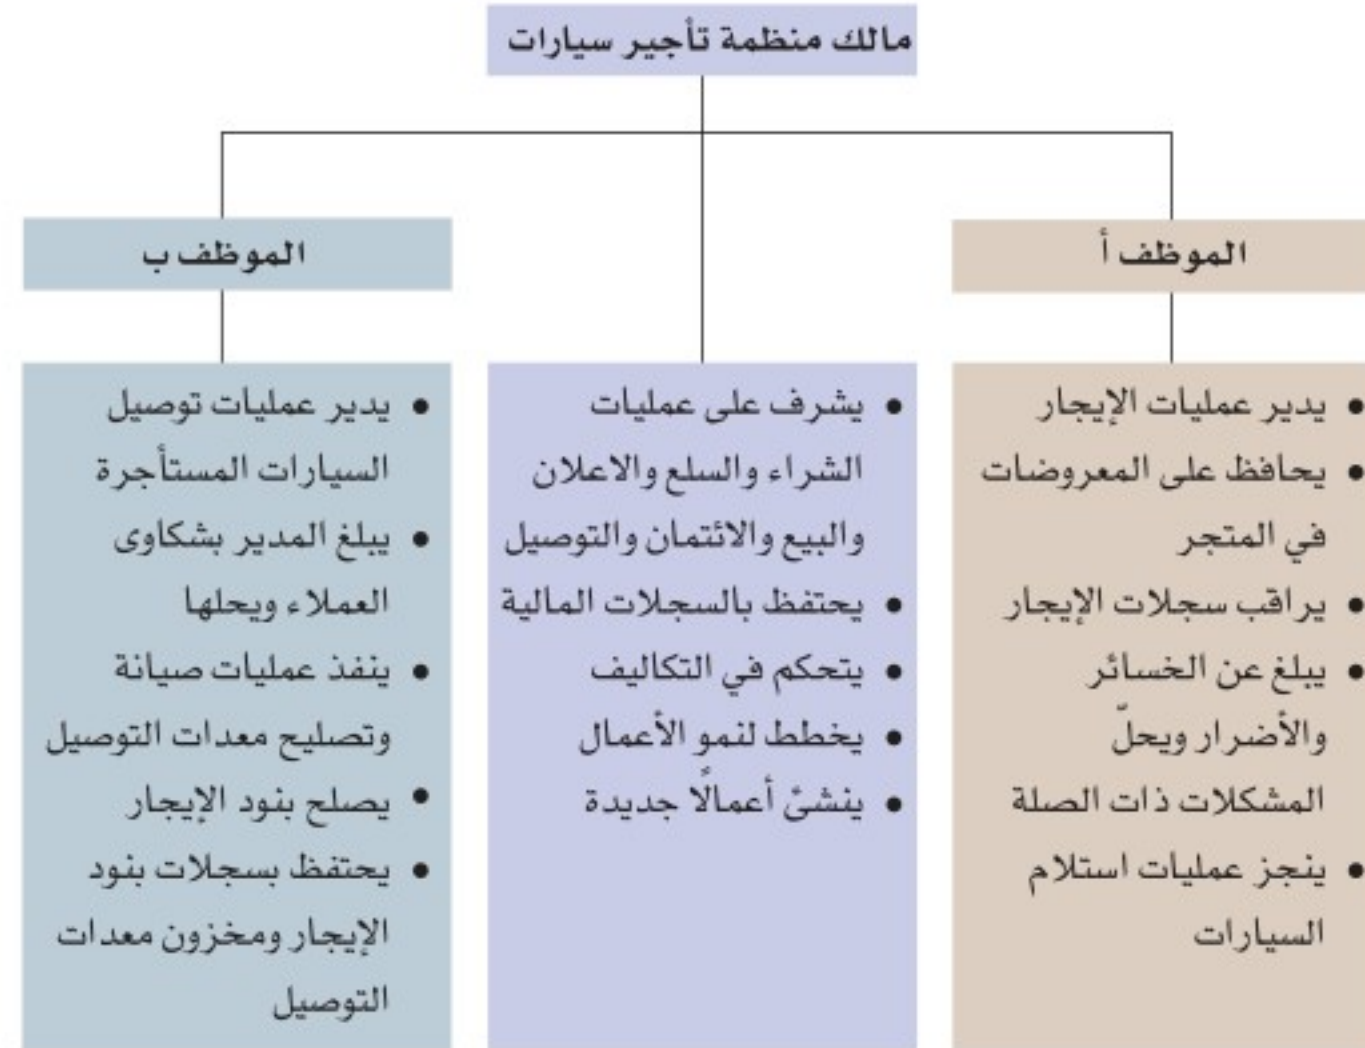 مالك منظمة تأجير سيارات
الموظف أ
• يدير عمليات الإيجار
• يحافظ على المعروضات
في المتجر
• يراقب سجلات الإيجار
• يبلغ عن الخسائر
والأضرار ويحلّ
المشكلات ذات الصلة
• ينجز عمليات استلام
السيارات
• يشرف على عمليات
الشراء والسلع والاعلان
والبيع والائتمان والتوصيل
• يحتفظ بالسجلات المالية
• يتحكم في التكاليف
• يخطط لنمو الأعمال
• ينشئ أعمالًا جديدة
الموظف ب
• يدير عمليات توصيل
السيارات المستأجرة
• يبلغ المدير بشكاوى
العملاء ويحلها
• ينفذ عمليات صيانة
وتصليح معدات التوصيل
• يصلح بنود الإيجار
• يحتفظ بسجلات بنود
الإيجار ومخزون معدات
التوصيل